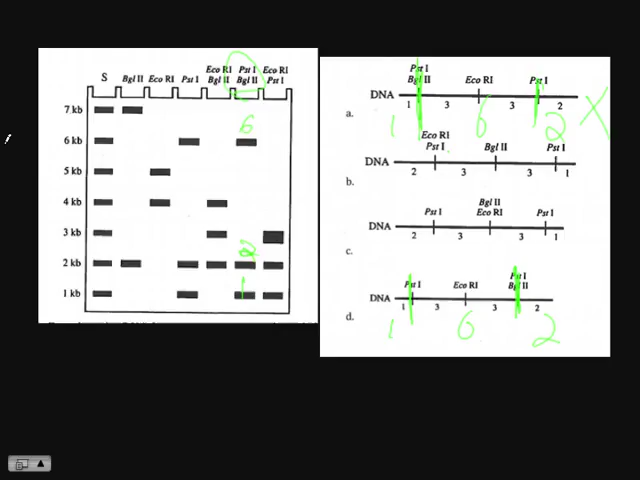 S Bgl II Eco RI Pst I Eco RI Bgl II Pst I Bgl II Eco RI Pst I
7 kb
6 kb
5 kb
4 kb
3 kb
2 kb
1 kb
6
2
1
Pst I
Bgl II Eco RI Pst I
DNA
1 3 3 2
a.
1 6 2 X
Eco RI
Pst I Bgl II Pst I
DNA
2 3 3 1
b.
Bgl II
Pst I Eco RI Pst I
DNA
2 3 3 1
c.
Pst I
Pst I Eco RI Bgl II
DNA
1 3 3 2
d.
1 6 2